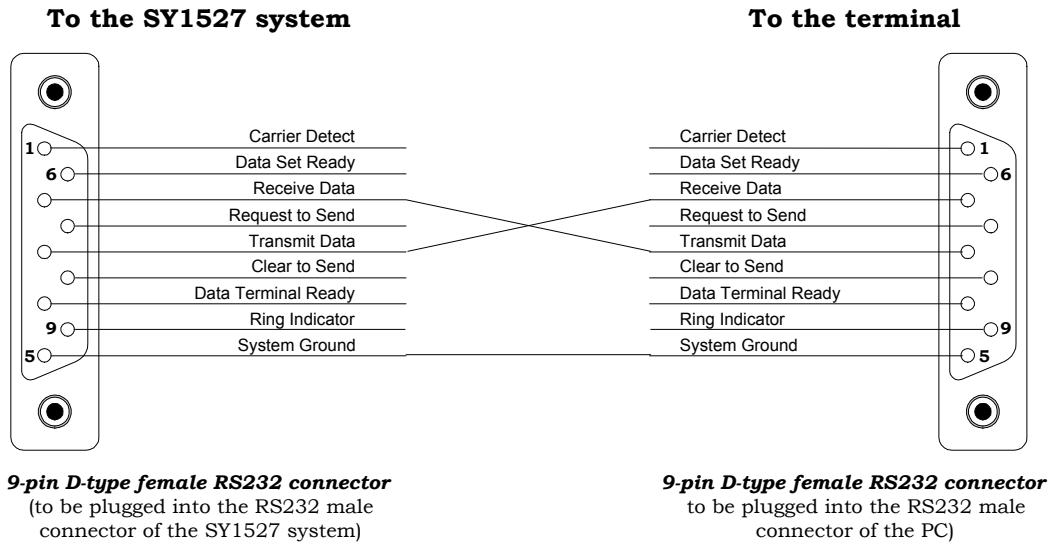 To the SY1527 system
To the terminal
Carrier Detect
1
Data Set Ready
6
Receive Data
Request to Send
Transmit Data
Clear to Send
Data Terminal Ready
Ring Indicator
9
System Ground
5
Carrier Detect
1
Data Set Ready
6
Receive Data
Request to Send
Transmit Data
Clear to Send
Data Terminal Ready
Ring Indicator
9
System Ground
5
9-pin D-type female RS232 connector
(to be plugged into the RS232 male
connector of the SY1527 system)
9-pin D-type female RS232 connector
to be plugged into the RS232 male
connector of the PC)